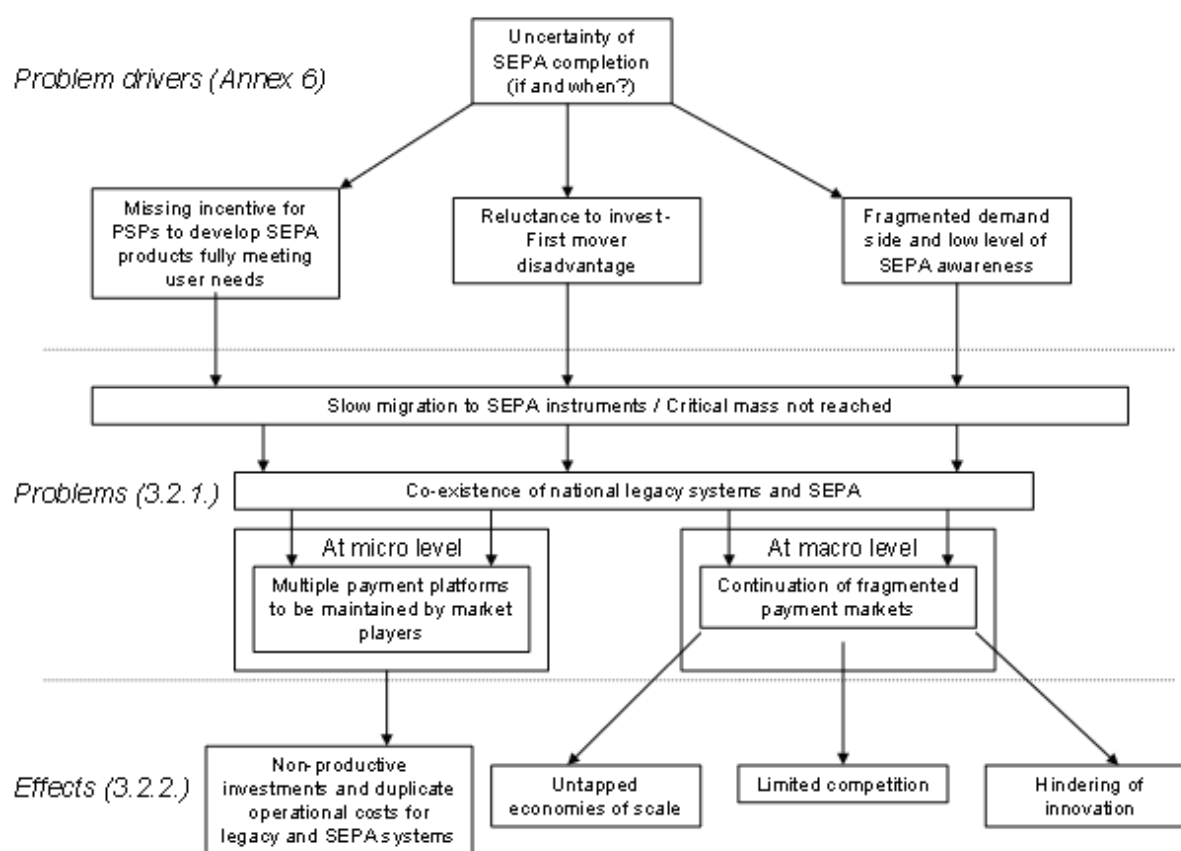 Uncertainty of
SEPA completion
(if and when?)
Problem drivers (Annex 6)
Missing incentive for
PSPs to develop SEPA
products fully meeting
user needs
Reluctance to invest-
First mover
disadvantage
Fragmented demand
side and low level of
SEPA awareness
Slow migration to SEPA instruments / Critical mass not reached
Problems (3.2.1.)
Co-existence of national legacy systems and SEPA
At micro level
Multiple payment platforms
to be maintained by market
players
At macro level
Continuation of fragmented
payment markets
Effects (3.2.2.)
Non-productive
investments and duplicate
operational costs for
legacy and SEPA systems
Untapped
economies of scale
Limited competition
Hindering of
innovation